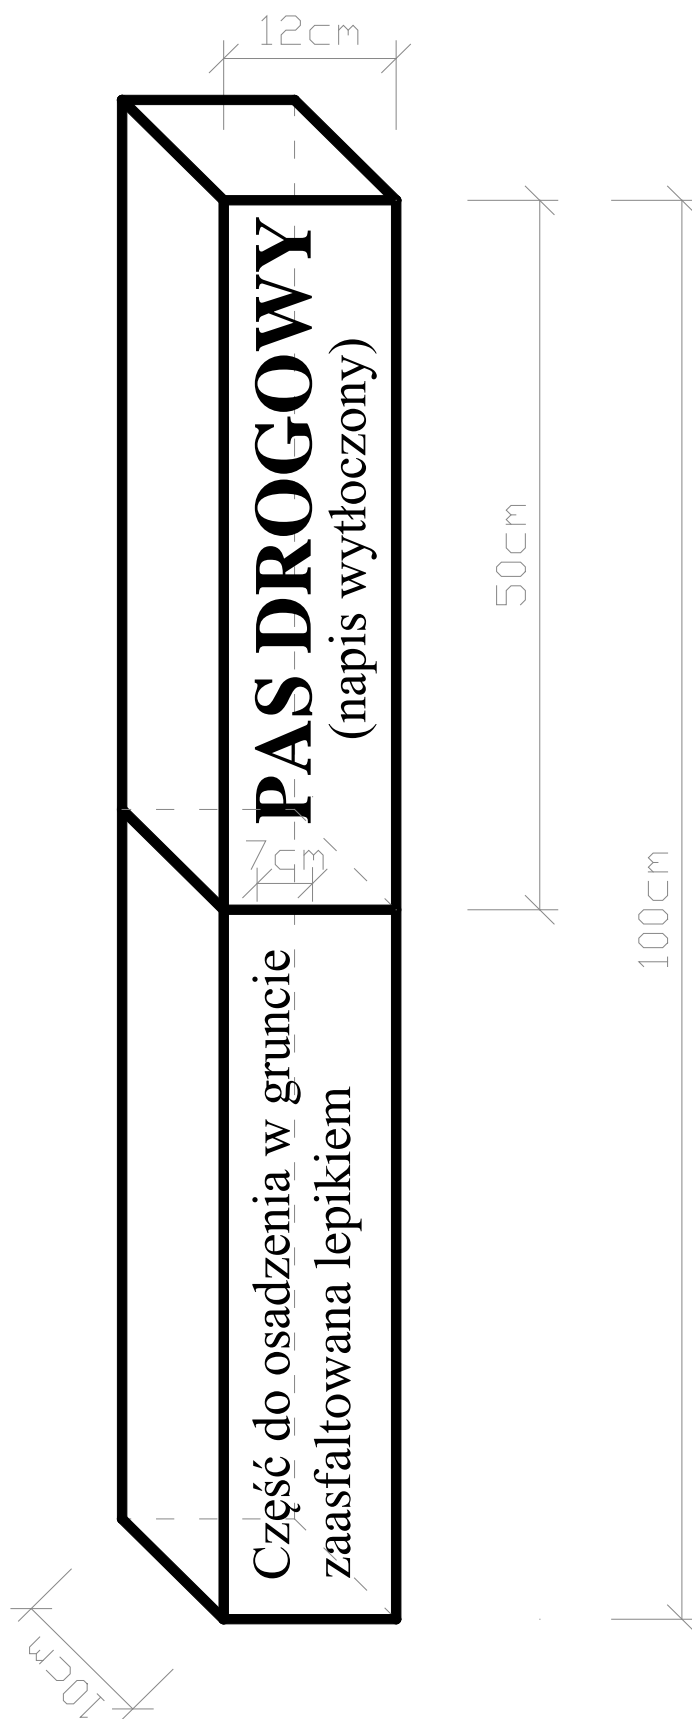 12cm
PAS DROGOWY
(napis wytłoczony)
50cm
7cm
100cm
Część do osadzenia w gruncie
zaasfaltowana lepikiem
10cm